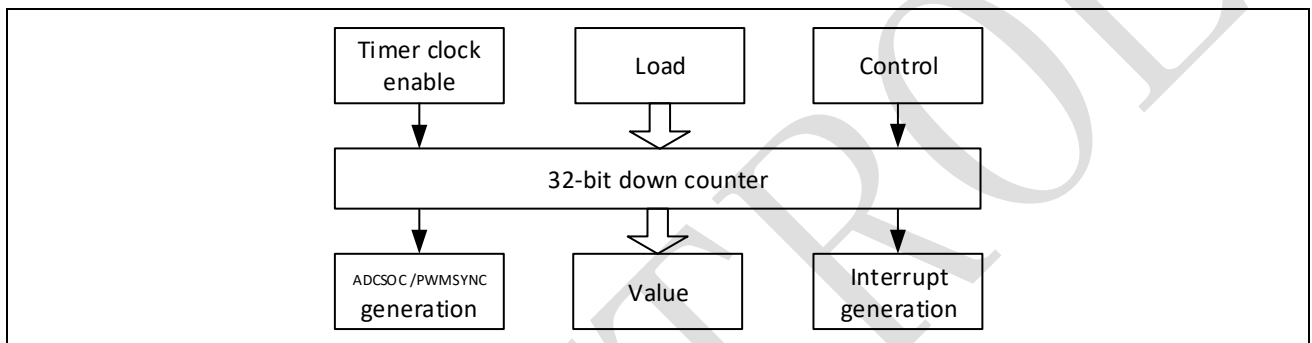 Timer clock
enable
Load
Control
32-bit down counter
ADCSOC/PWMSYNC
generation
Value
Interrupt
generation